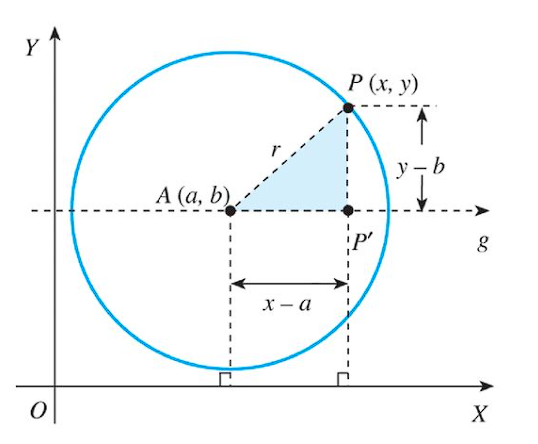 Y
P (x, y)
r
y – b
A (a, b)
P′
g
x – a
O
X